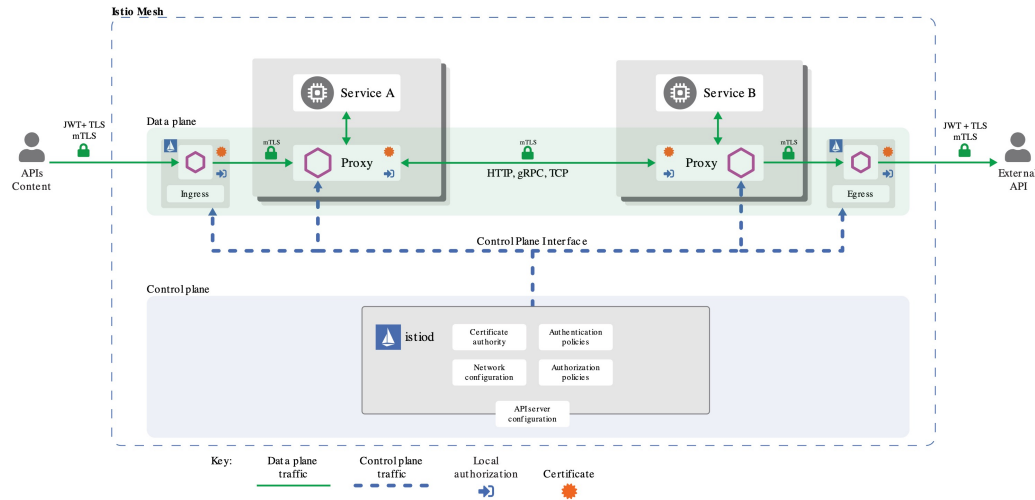 Istio Mesh
Service A
Service B
Data plane
JWT+ TLS
mTLS
mTLS
mTLS
mTLS
JWT + TLS
mTLS
Proxy
HTTP, gRPC, TCP
Proxy
APIs
Content
Ingress
Egress
Externa
API
Control Plane Interface
Control plane
istiod
Certificate
authority
Authentication
policies
Network
configuration
Authorization
policies
API server
configuration
Key:
Data plane
traffic
Control plane
traffic
Local
authorization
Certificate